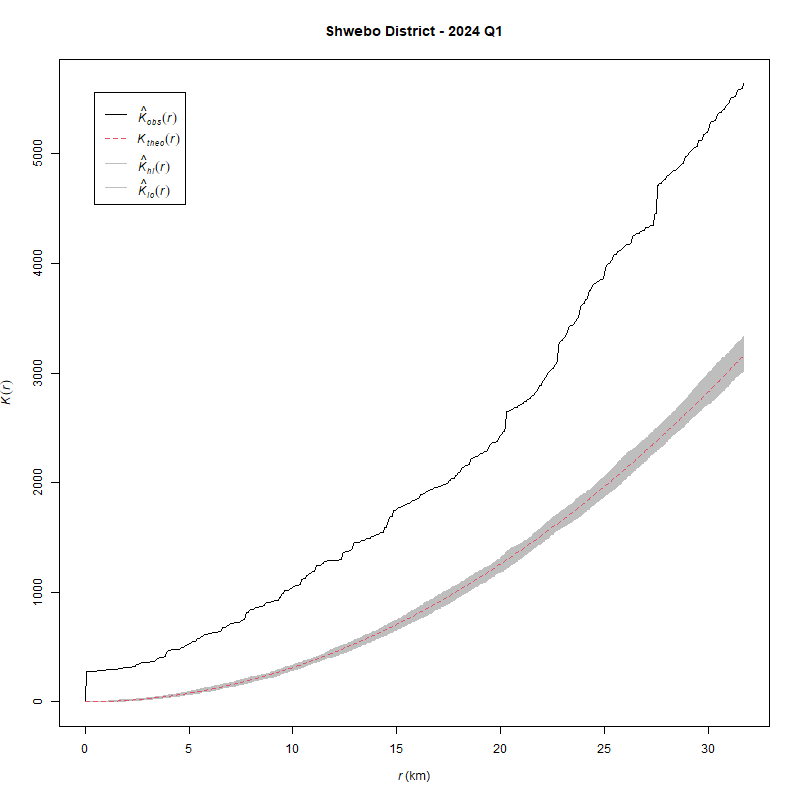 Shwebo District - 2024 Q1
K̂obs(r)
Ktheo(r)
K̂hi(r)
K̂lo(r)
5000
4000
3000
2000
1000
0
K(r)
0 5 10 15 20 25 30
r (km)